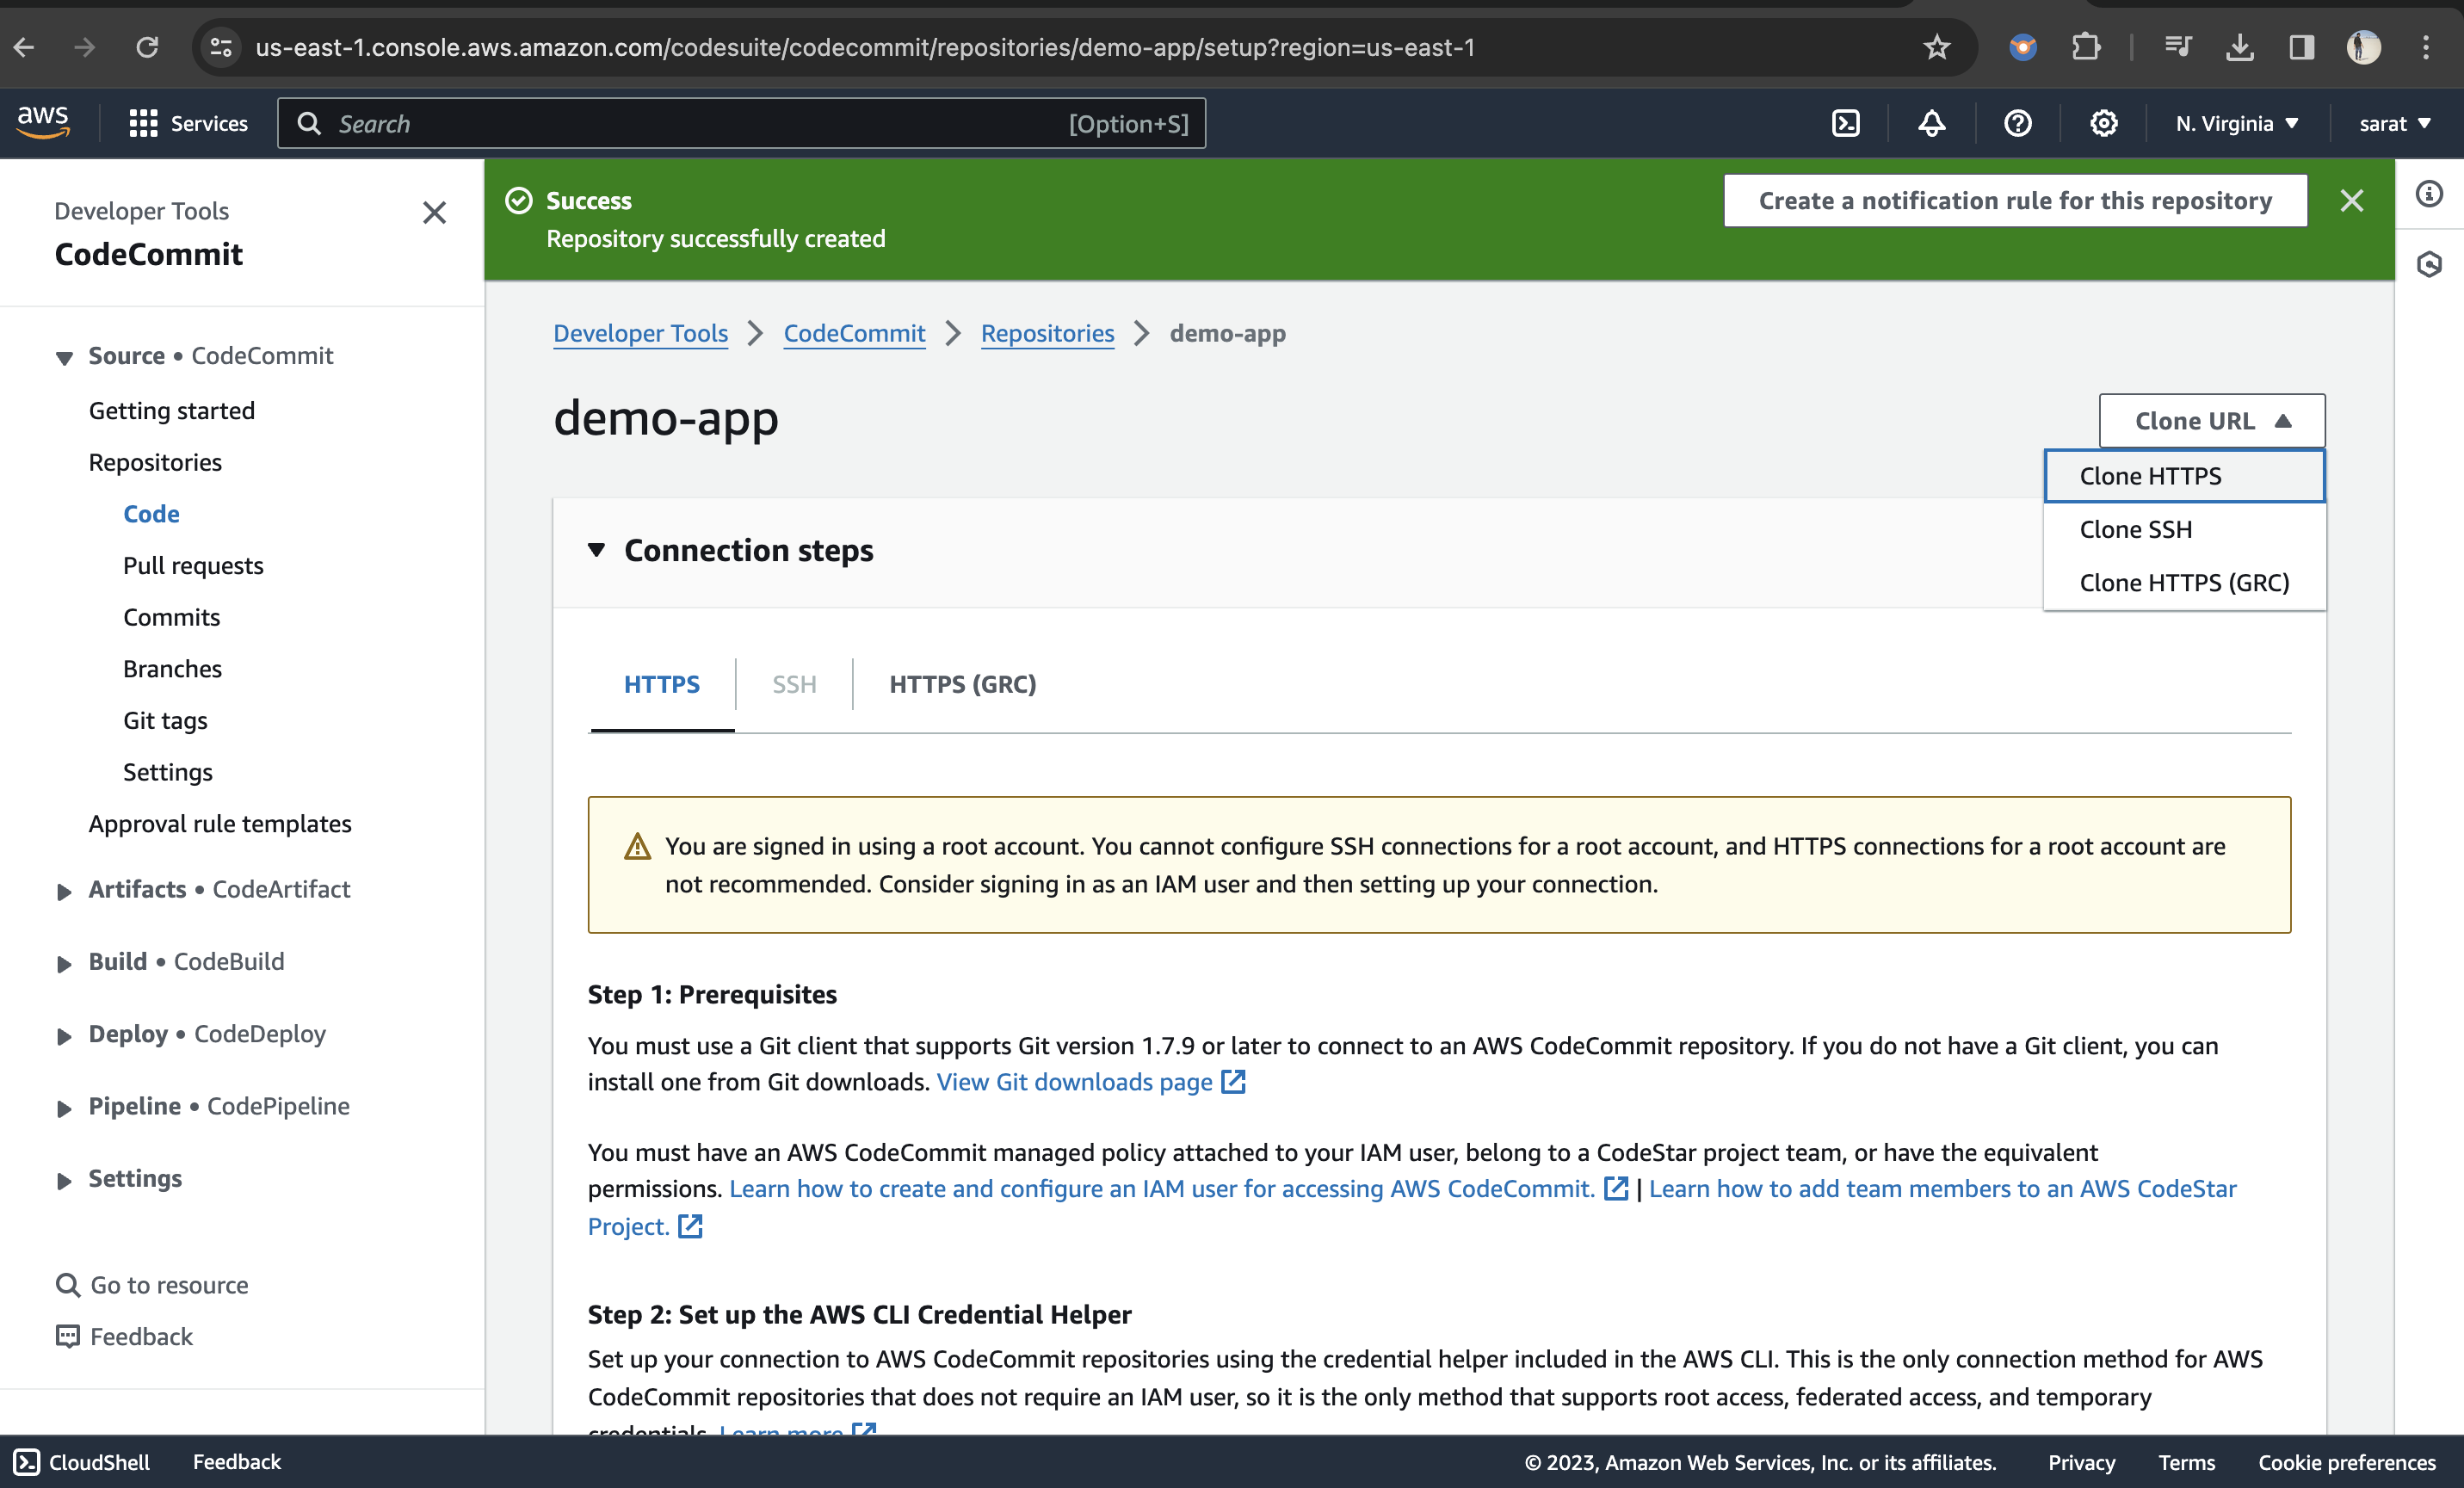 us-east-1.console.aws.amazon.com/codesuite/codecommit/repositories/demo-app/setup?region=us-east-1
aws
Services
Search
[Option+S]
N. Virginia
sarat
Developer Tools
CodeCommit
Source • CodeCommit
Getting started
Repositories
Code
Pull requests
Commits
Branches
Git tags
Settings
Approval rule templates
Artifacts • CodeArtifact
Build • CodeBuild
Deploy • CodeDeploy
Pipeline • CodePipeline
Settings
Go to resource
Feedback
Success
Repository successfully created
Create a notification rule for this repository
Developer Tools
CodeCommit
Repositories
demo-app
demo-app
Clone URL
Clone HTTPS
Clone SSH
Clone HTTPS (GRC)
Connection steps
HTTPS
SSH
HTTPS (GRC)
You are signed in using a root account. You cannot configure SSH connections for a root account, and HTTPS connections for a root account are
not recommended. Consider signing in as an IAM user and then setting up your connection.
Step 1: Prerequisites
You must use a Git client that supports Git version 1.7.9 or later to connect to an AWS CodeCommit repository. If you do not have a Git client, you can
install one from Git downloads. View Git downloads page
You must have an AWS CodeCommit managed policy attached to your IAM user, belong to a CodeStar project team, or have the equivalent
permissions. Learn how to create and configure an IAM user for accessing AWS CodeCommit. | Learn how to add team members to an AWS CodeStar
Project.
Step 2: Set up the AWS CLI Credential Helper
Set up your connection to AWS CodeCommit repositories using the credential helper included in the AWS CLI. This is the only connection method for AWS
CodeCommit repositories that does not require an IAM user, so it is the only method that supports root access, federated access, and temporary
credentials. Learn more
CloudShell
Feedback
© 2023, Amazon Web Services, Inc. or its affiliates.
Privacy
Terms
Cookie preferences